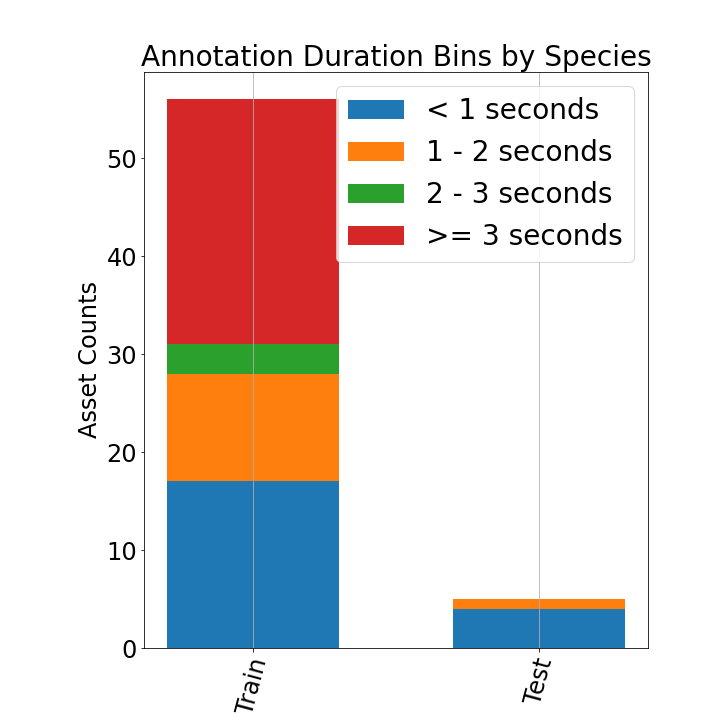 Annotation Duration Bins by Species
< 1 seconds
1 - 2 seconds
2 - 3 seconds
>= 3 seconds
Asset Counts
50
40
30
20
10
0
Train
Test